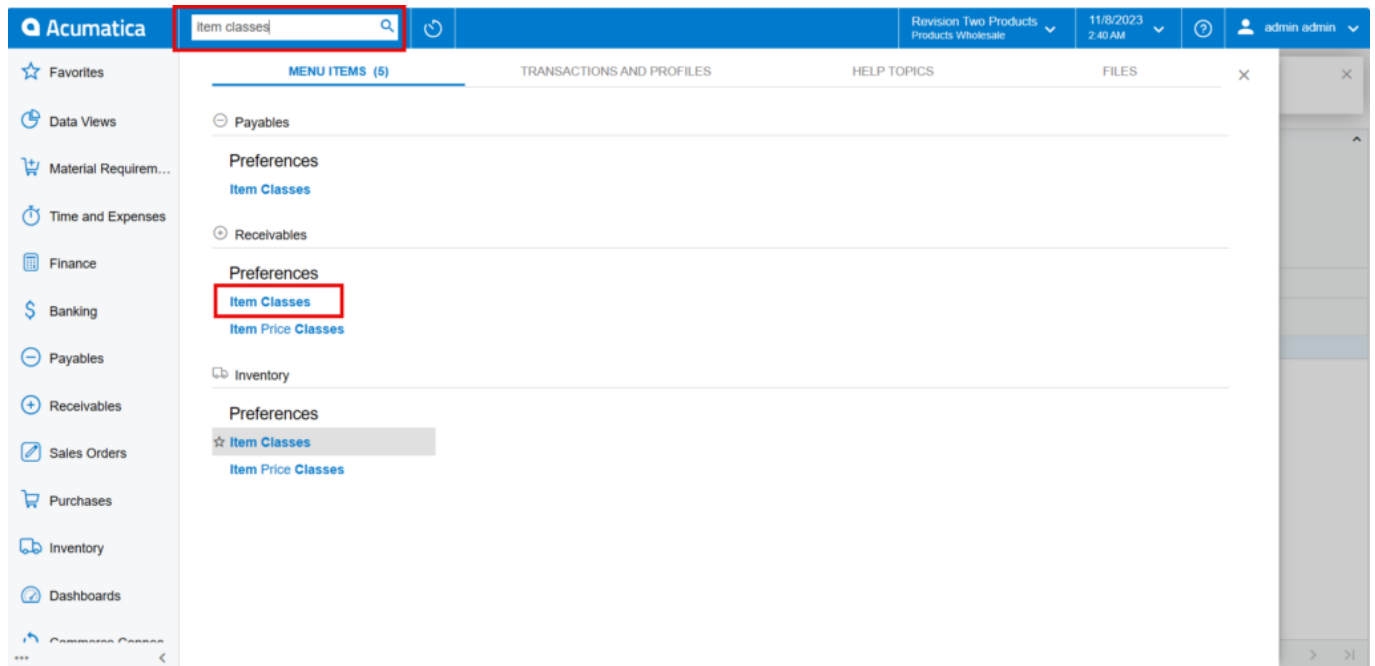 Acumatica
item classes
Revision Two Products
Products Wholesale
11/8/2023
2:40 AM
admin admin
Favorites
Data Views
Material Requirem...
Time and Expenses
Finance
Banking
Payables
Receivables
Sales Orders
Purchases
Inventory
Dashboards
MENU ITEMS (5)
TRANSACTIONS AND PROFILES
HELP TOPICS
FILES
Payables
Preferences
Item Classes
Receivables
Preferences
Item Classes
Item Price Classes
Inventory
Preferences
Item Classes
Item Price Classes